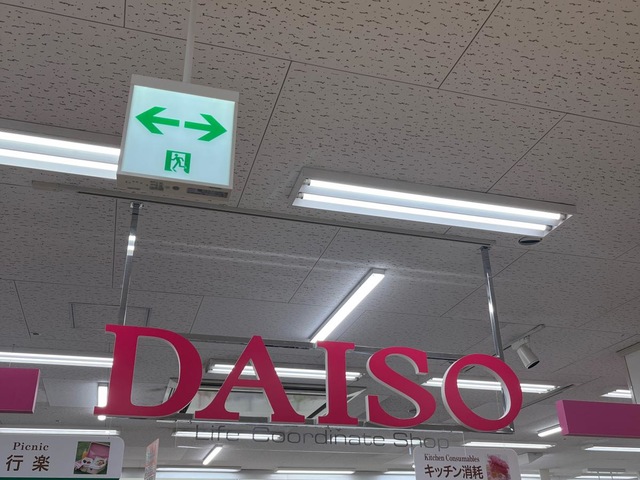 DAISO
Life Coordinate Shop
Picnic
行楽
Kitchen Consumables
キッチン消耗